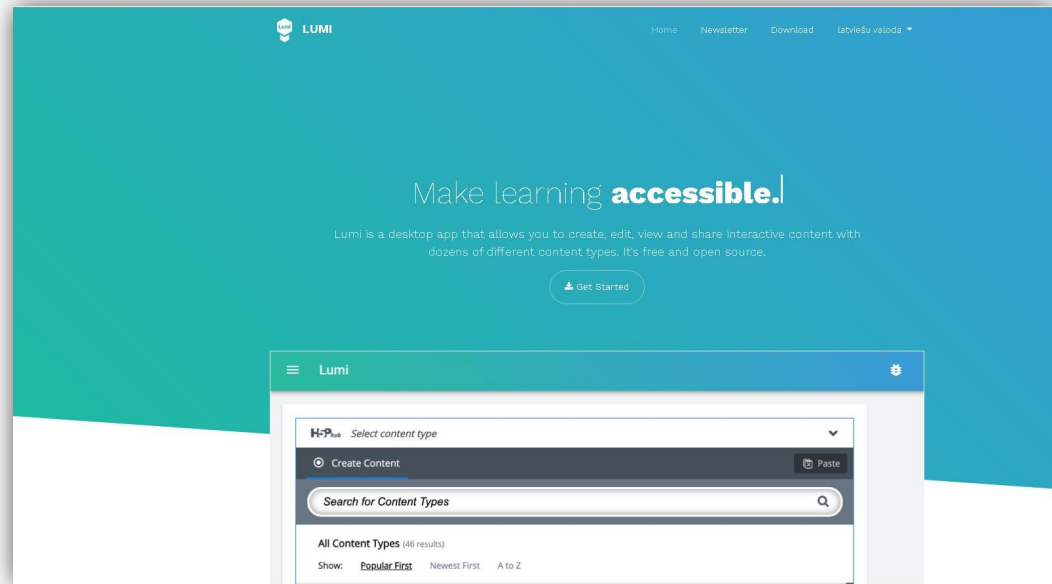 Lumi LUMI Home Newsletter Download latviešu valoda
Make learning accessible.
Lumi is a desktop app that allows you to create, edit, view and share interactive content with
dozens of different content types. It's free and open source.
Get Started
Lumi
H5P hub Select content type
Create Content Paste
Search for Content Types
All Content Types (46 results)
Show: Popular First Newest First A to Z